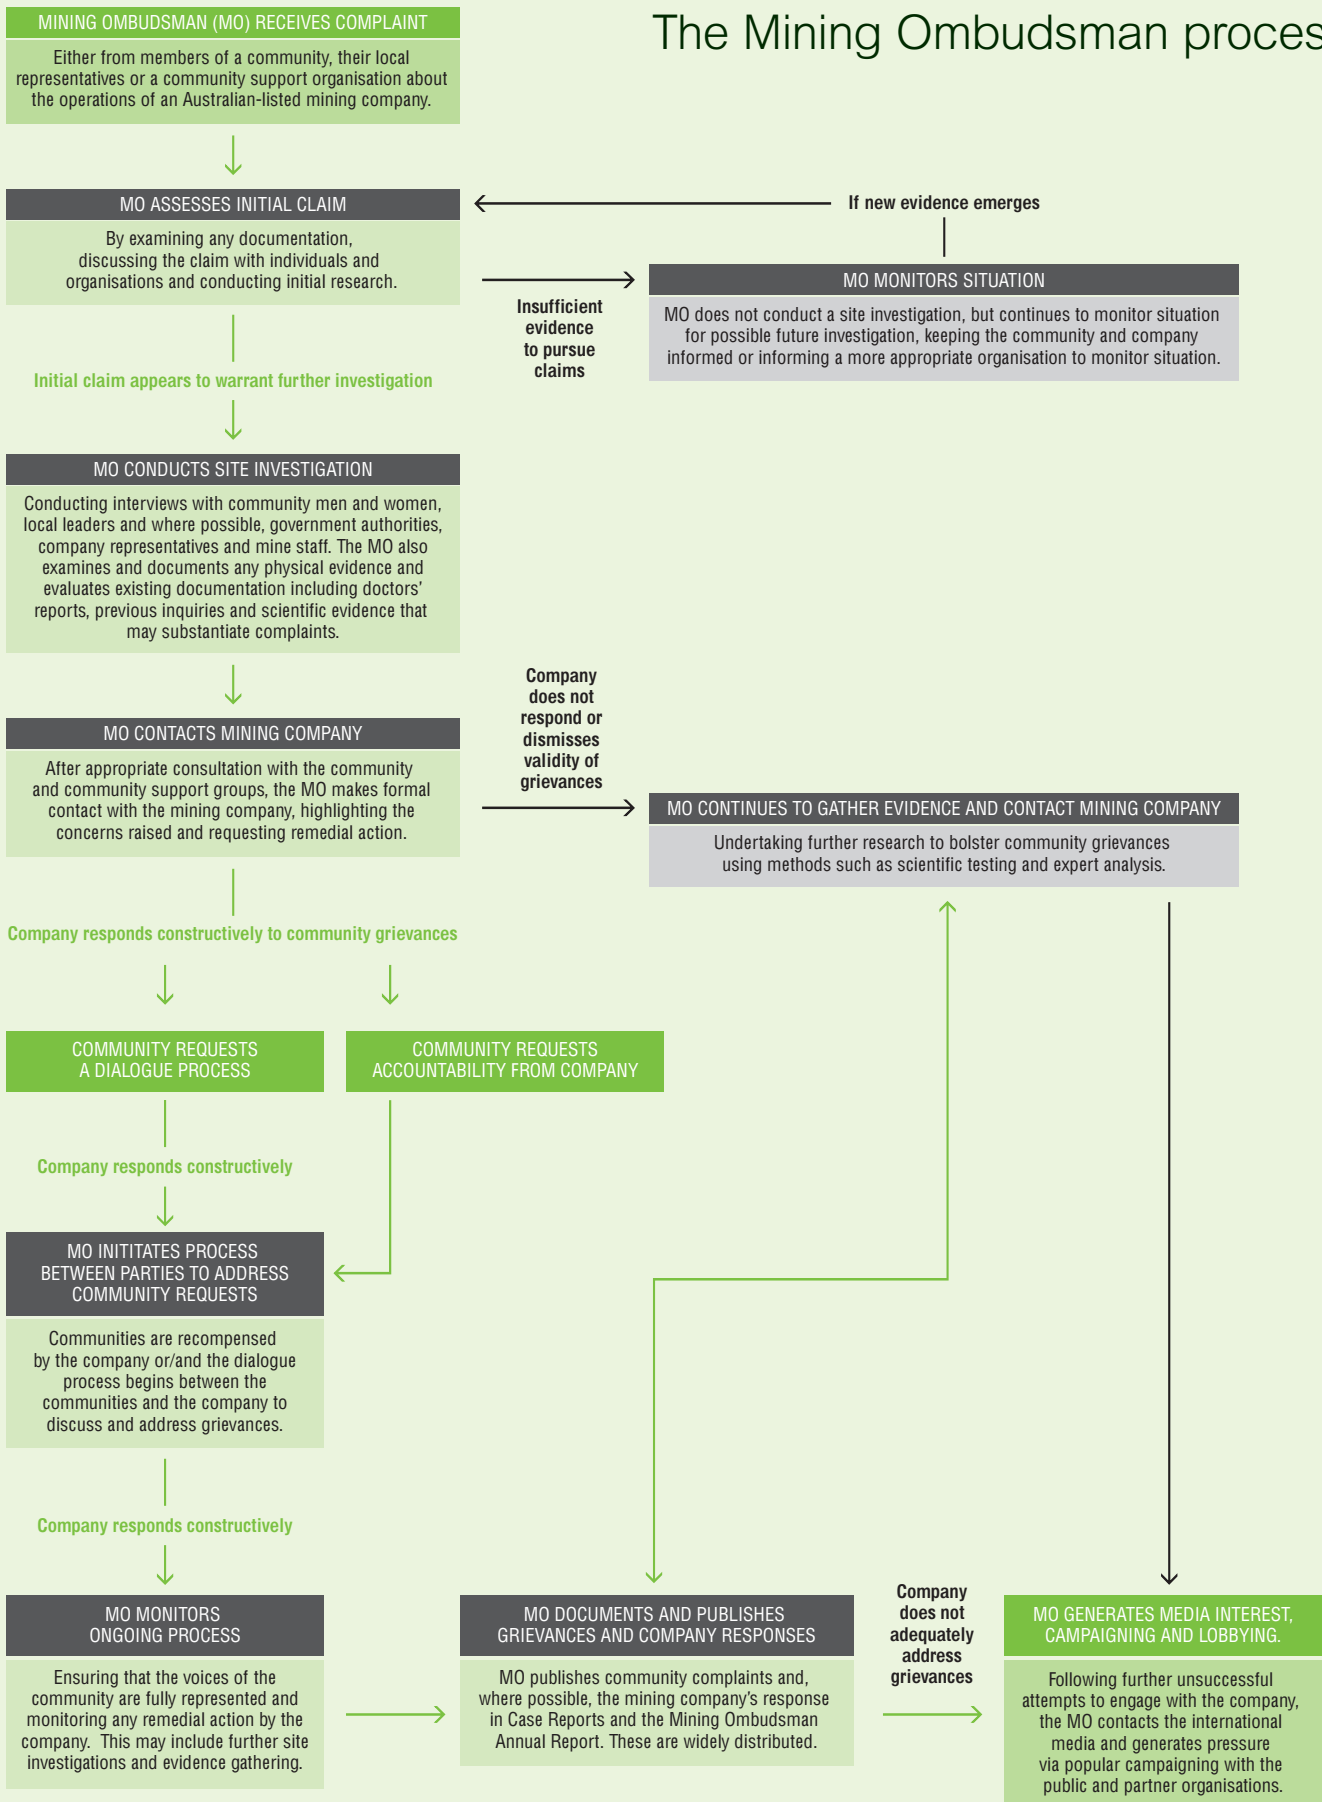 The Mining Ombudsman proces
MINING OMBUDSMAN (MO) RECEIVES COMPLAINT
Either from members of a community, their local
representatives or a community support organisation about
the operations of an Australian-listed mining company.
MO ASSESSES INITIAL CLAIM
By examining any documentation,
discussing the claim with individuals and
organisations and conducting initial research.
If new evidence emerges
Insufficient
evidence
to pursue
claims
MO MONITORS SITUATION
MO does not conduct a site investigation, but continues to monitor situation
for possible future investigation, keeping the community and company
informed or informing a more appropriate organisation to monitor situation.
Initial claim appears to warrant further investigation
MO CONDUCTS SITE INVESTIGATION
Conducting interviews with community men and women,
local leaders and where possible, government authorities,
company representatives and mine staff. The MO also
examines and documents any physical evidence and
evaluates existing documentation including doctors’
reports, previous inquiries and scientific evidence that
may substantiate complaints.
MO CONTACTS MINING COMPANY
After appropriate consultation with the community
and community support groups, the MO makes formal
contact with the mining company, highlighting the
concerns raised and requesting remedial action.
Company
does not
respond or
dismisses
validity of
grievances
MO CONTINUES TO GATHER EVIDENCE AND CONTACT MINING COMPANY
Undertaking further research to bolster community grievances
using methods such as scientific testing and expert analysis.
Company responds constructively to community grievances
COMMUNITY REQUESTS
A DIALOGUE PROCESS
COMMUNITY REQUESTS
ACCOUNTABILITY FROM COMPANY
Company responds constructively
MO INITITATES PROCESS
BETWEEN PARTIES TO ADDRESS
COMMUNITY REQUESTS
Communities are recompensed
by the company or/and the dialogue
process begins between the
communities and the company to
discuss and address grievances.
Company responds constructively
MO MONITORS
ONGOING PROCESS
Ensuring that the voices of the
community are fully represented and
monitoring any remedial action by the
company. This may include further site
investigations and evidence gathering.
MO DOCUMENTS AND PUBLISHES
GRIEVANCES AND COMPANY RESPONSES
MO publishes community complaints and,
where possible, the mining company’s response
in Case Reports and the Mining Ombudsman
Annual Report. These are widely distributed.
Company
does not
adequately
address
grievances
MO GENERATES MEDIA INTEREST,
CAMPAIGNING AND LOBBYING.
Following further unsuccessful
attempts to engage with the company,
the MO contacts the international
media and generates pressure
via popular campaigning with the
public and partner organisations.